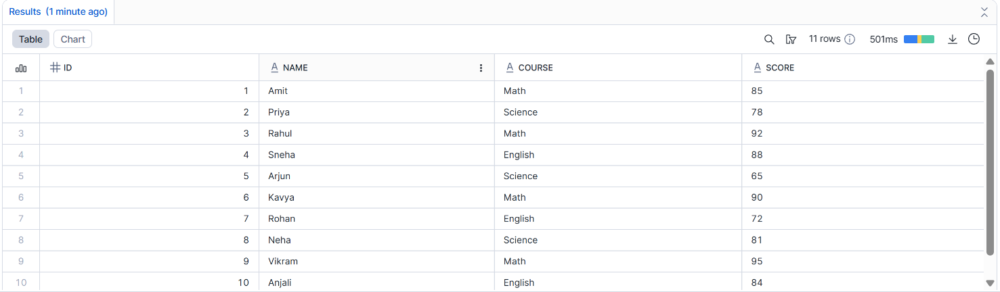 Results (1 minute ago)
Table Chart 11 rows 501ms
ID NAME COURSE SCORE
1 1 Amit Math 85
2 2 Priya Science 78
3 3 Rahul Math 92
4 4 Sneha English 88
5 5 Arjun Science 65
6 6 Kavya Math 90
7 7 Rohan English 72
8 8 Neha Science 81
9 9 Vikram Math 95
10 10 Anjali English 84